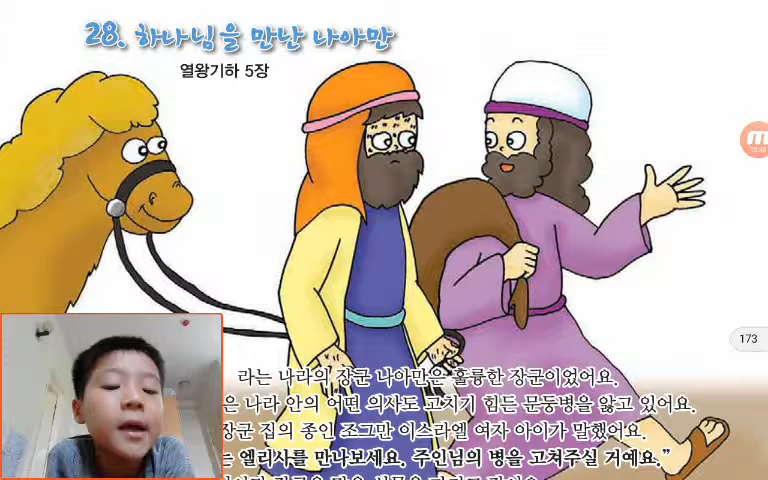 28. 하나님을 만난 나아만
열왕기하 5장
173
라는 나라의 장군 나아만은 훌륭한 장군이었어요.
은 나라 안의 어떤 의사도 고치기 힘든 문둥병을 앓고 있어요.
장군 집의 종인 조그만 이스라엘 여자 아이가 말했어요.
는 엘리사를 만나보세요. 주인님의 병을 고쳐주실 거예요.”